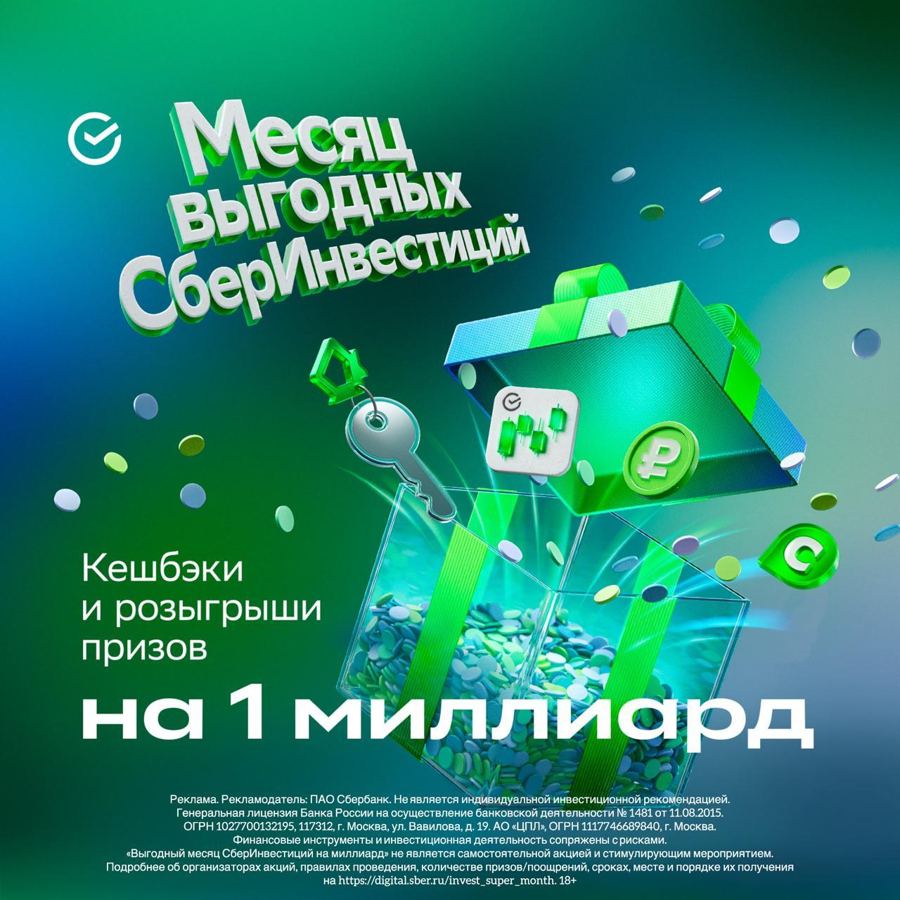 Месяц
выгодных
СберИнвестиций
Кешбэки
и розыгрыши
призов
на 1 миллиард
Реклама. Рекламодатель: ПАО Сбербанк. Не является индивидуальной инвестиционной рекомендацией.
Генеральная лицензия Банка России на осуществление банковской деятельности № 1481 от 11.08.2015.
ОГРН 1027700132195, 117312, г. Москва, ул. Вавилова, д. 19. АО «ЦПЛ», ОГРН 1117746689840, г. Москва.
Финансовые инструменты и инвестиционная деятельность сопряжены с рисками.
«Выгодный месяц СберИнвестиций на миллиард» не является самостоятельной акцией и стимулирующим мероприятием.
Подробнее об организаторах акций, правилах проведения, количестве призов/поощрений, сроках, месте и порядке их получения
на https://digital.sber.ru/invest_super_month. 18+